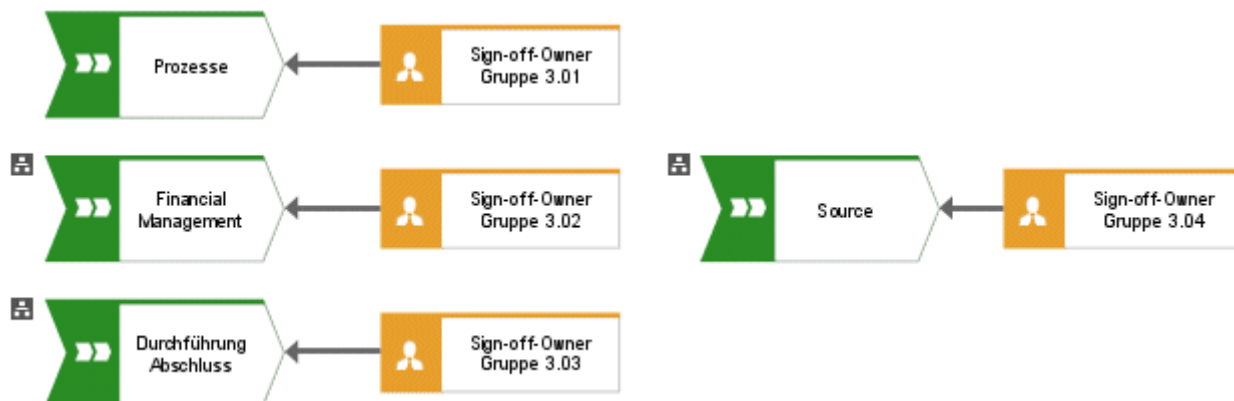 Prozesse
Sign-off-Owner
Gruppe 3.01
Financial
Management
Sign-off-Owner
Gruppe 3.02
Source
Sign-off-Owner
Gruppe 3.04
Durchführung
Abschluss
Sign-off-Owner
Gruppe 3.03